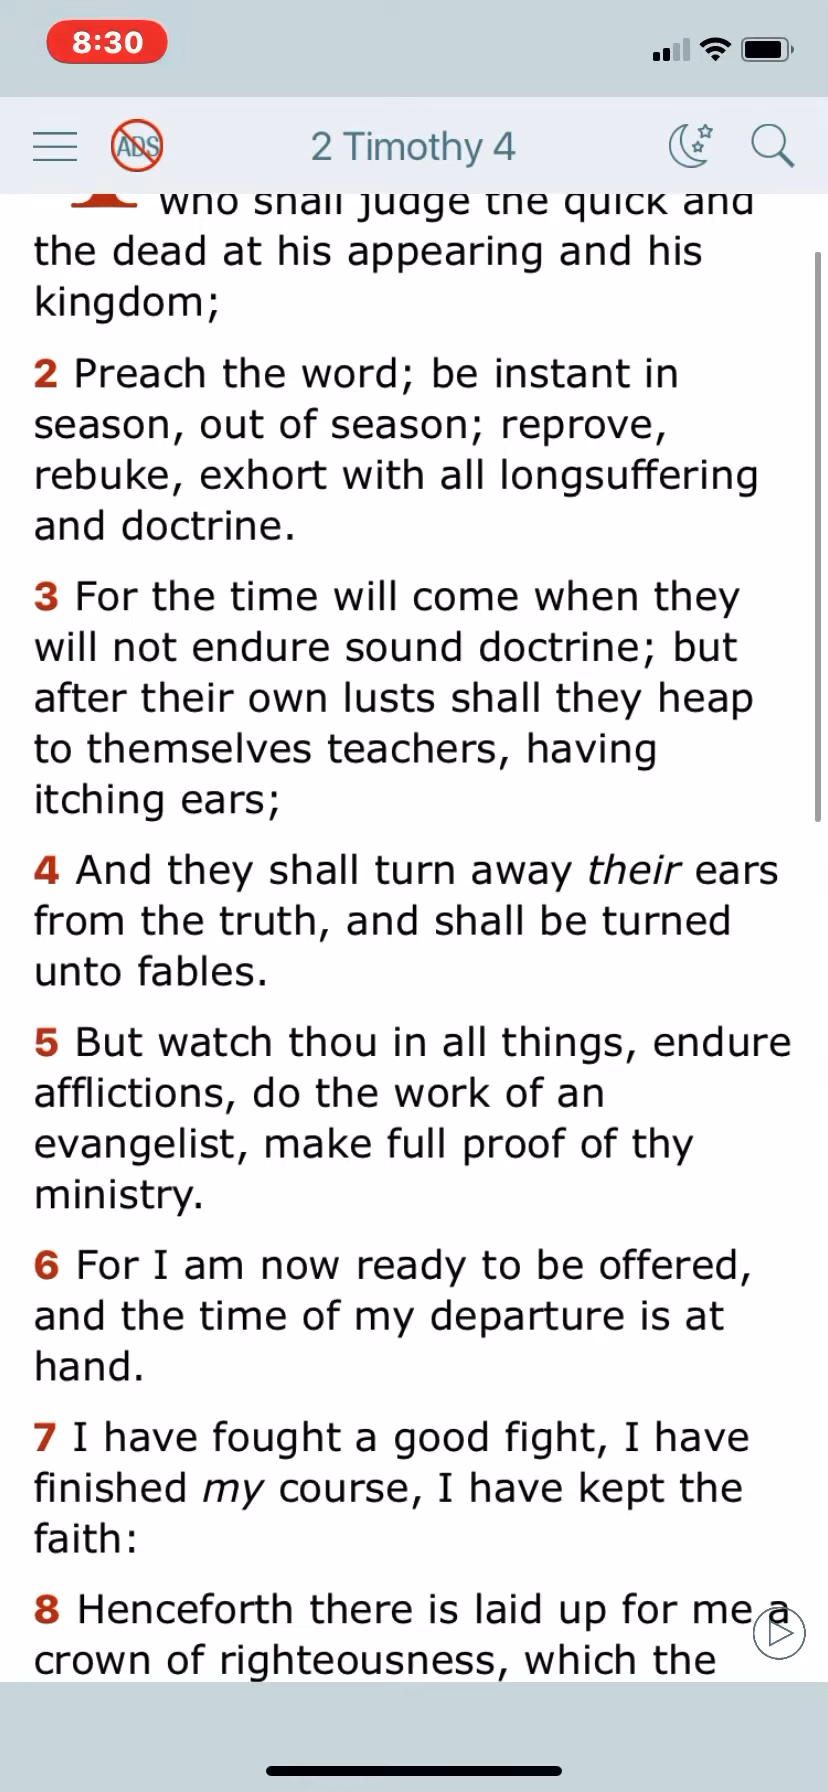 8:30
ADS
2 Timothy 4
who shall judge the quick and
the dead at his appearing and his
kingdom;
2 Preach the word; be instant in
season, out of season; reprove,
rebuke, exhort with all longsuffering
and doctrine.
3 For the time will come when they
will not endure sound doctrine; but
after their own lusts shall they heap
to themselves teachers, having
itching ears;
4 And they shall turn away their ears
from the truth, and shall be turned
unto fables.
5 But watch thou in all things, endure
afflictions, do the work of an
evangelist, make full proof of thy
ministry.
6 For I am now ready to be offered,
and the time of my departure is at
hand.
7 I have fought a good fight, I have
finished my course, I have kept the
faith:
8 Henceforth there is laid up for me a
crown of righteousness, which the